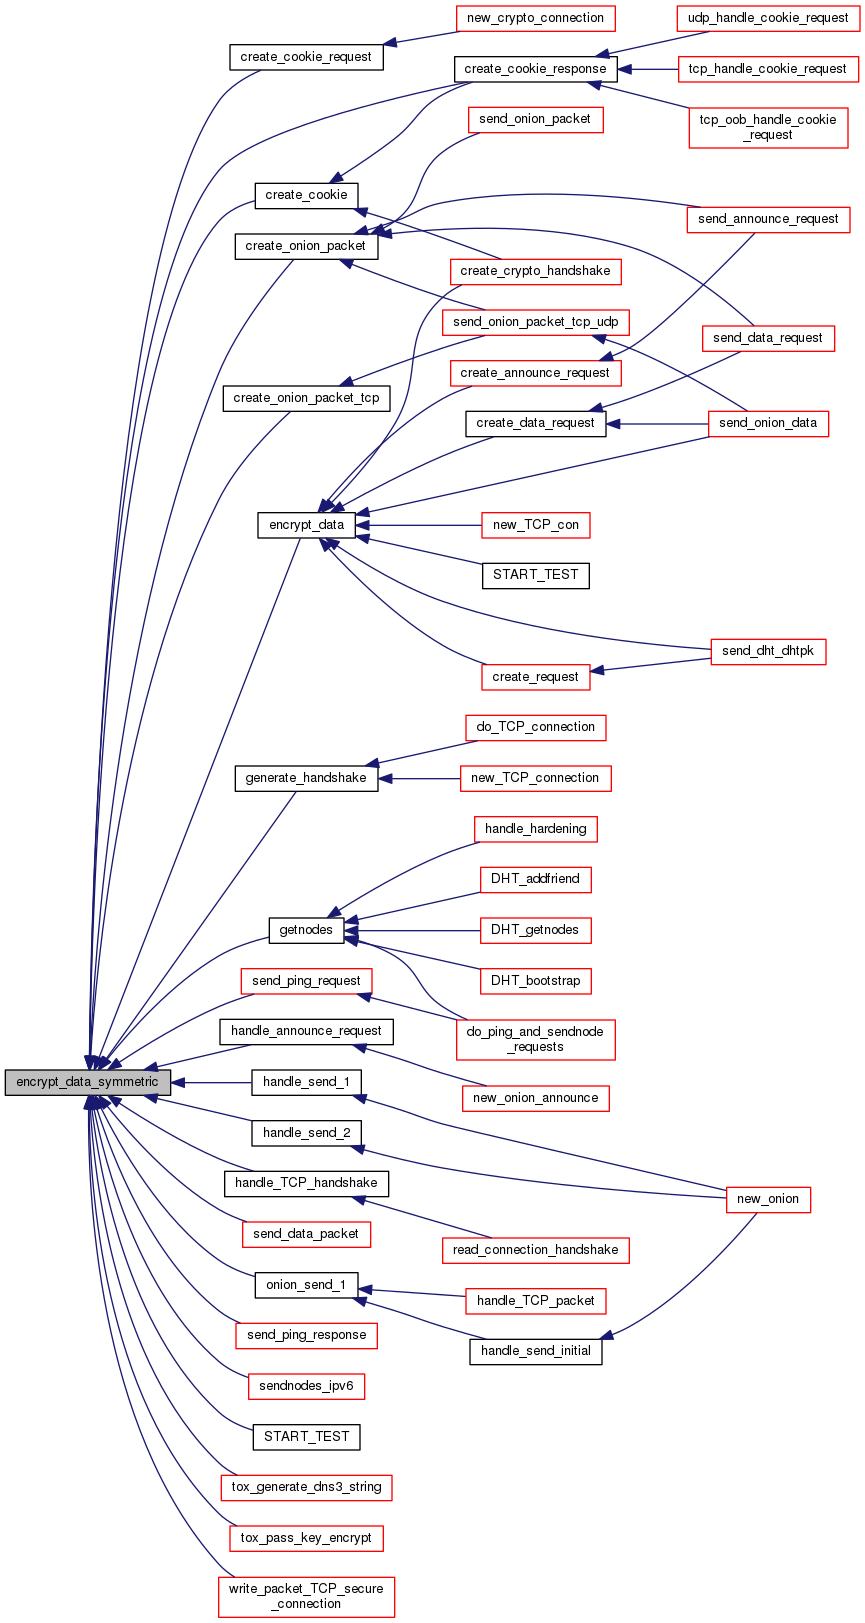 new_crypto_connection
udp_handle_cookie_request
create_cookie_request
create_cookie_response
tcp_handle_cookie_request
send_onion_packet
tcp_oob_handle_cookie
_request
create_cookie
send_announce_request
create_onion_packet
create_crypto_handshake
send_onion_packet_tcp_udp
send_data_request
create_announce_request
create_onion_packet_tcp
create_data_request
send_onion_data
encrypt_data
new_TCP_con
START_TEST
send_dht_dhtpk
create_request
do_TCP_connection
generate_handshake
new_TCP_connection
handle_hardening
DHT_addfriend
getnodes
DHT_getnodes
send_ping_request
DHT_bootstrap
handle_announce_request
do_ping_and_sendnode
_requests
encrypt_data_symmetric
handle_send_1
new_onion_announce
handle_send_2
handle_TCP_handshake
new_onion
send_data_packet
read_connection_handshake
onion_send_1
handle_TCP_packet
send_ping_response
handle_send_initial
sendnodes_ipv6
START_TEST
tox_generate_dns3_string
tox_pass_key_encrypt
write_packet_TCP_secure
_connection